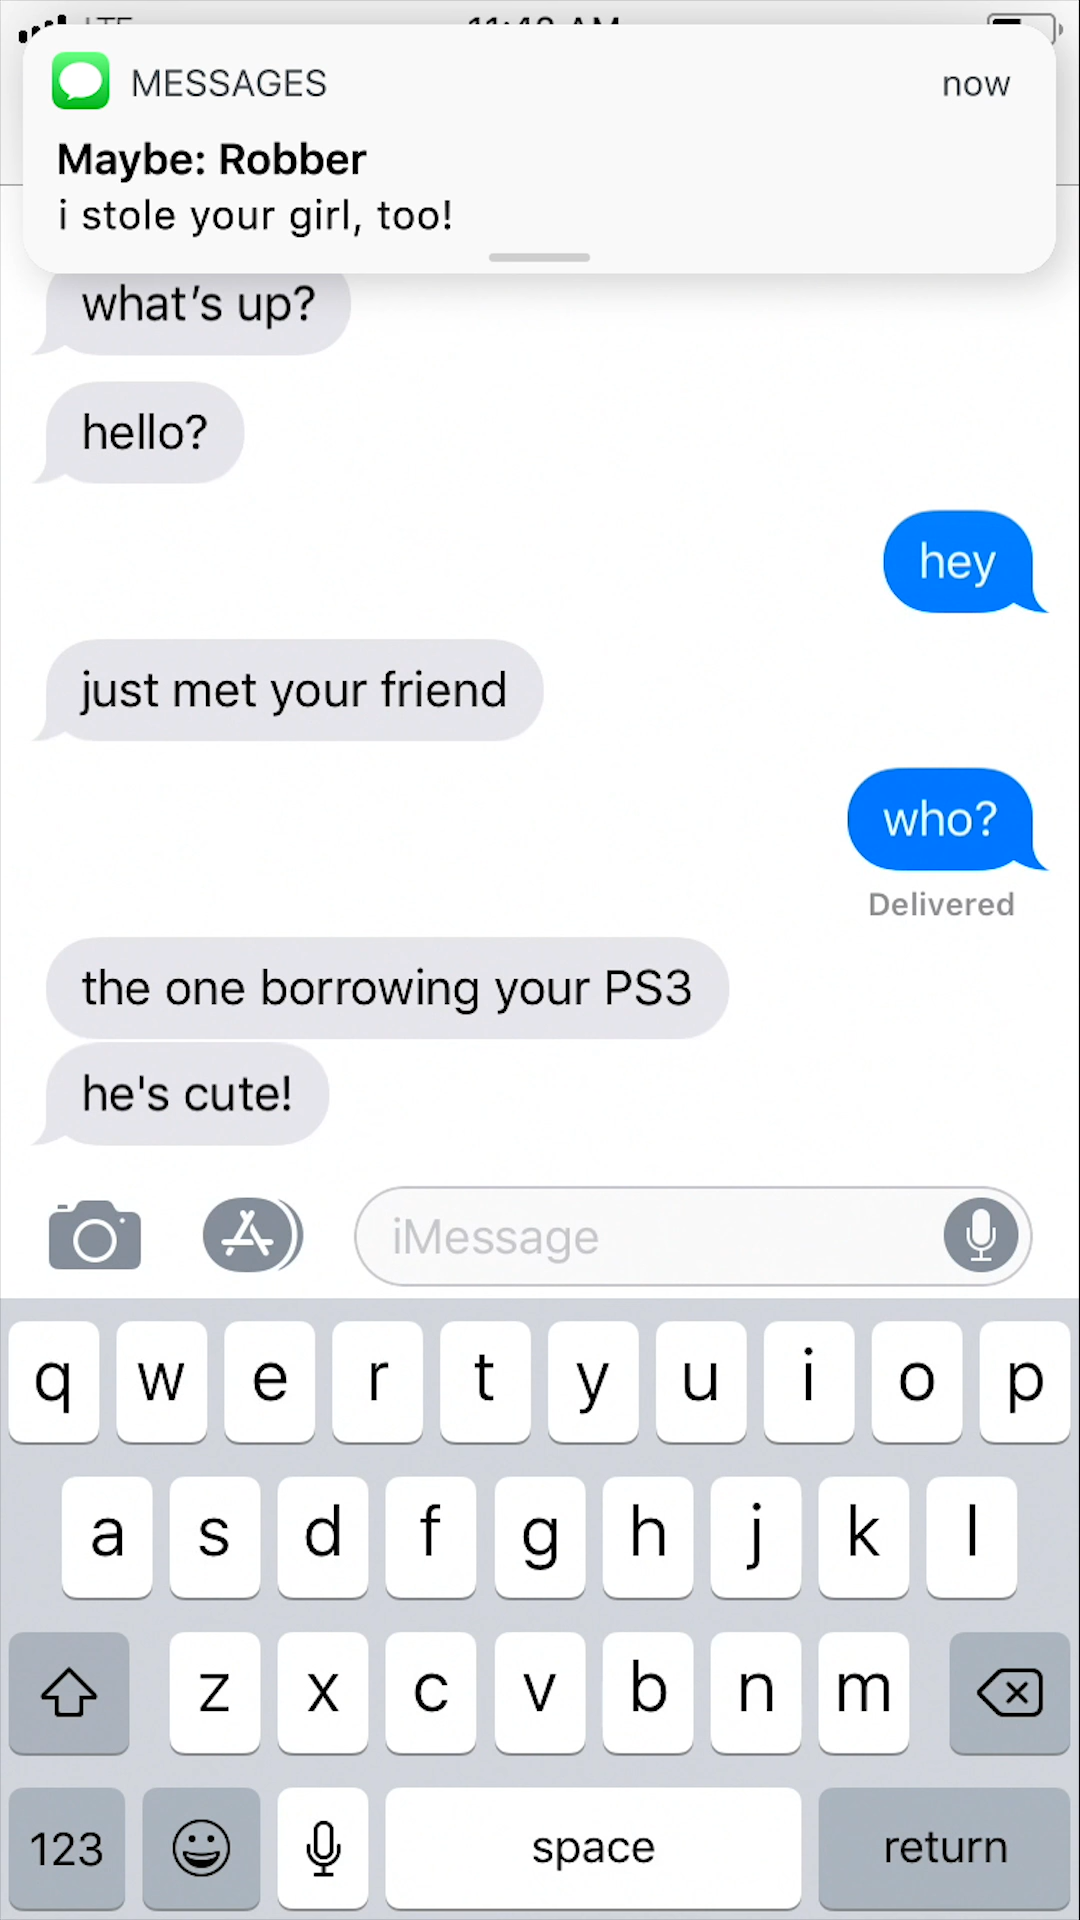 MESSAGES
now
Maybe: Robber
i stole your girl, too!
what's up?
hello?
hey
just met your friend
who?
Delivered
the one borrowing your PS3
he's cute!
iMessage
q w e r t y u i o p
a s d f g h j k l
z x c v b n m
123
space
return